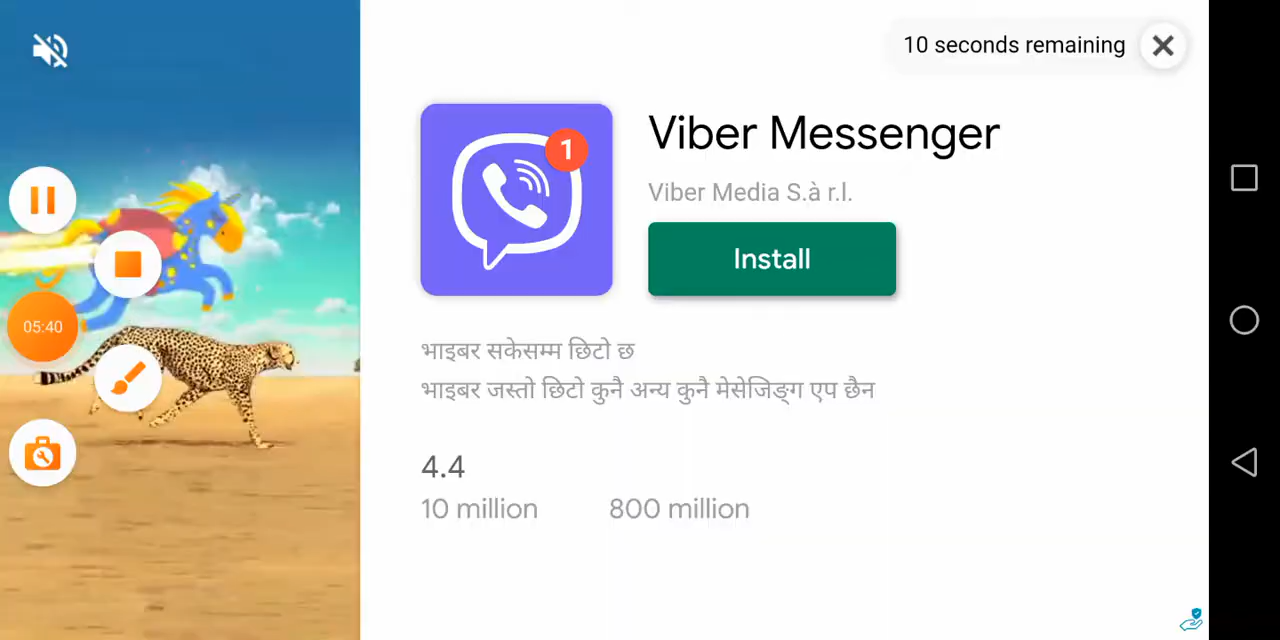 10 seconds remaining
1
Viber Messenger
Viber Media S.à r.l.
Install
05:40
भाइबर सकेसम्म छिटो छ
भाइबर जस्तो छिटो कुनै अन्य कुनै मेसेजिङ्ग एप छैन
4.4
10 million 800 million